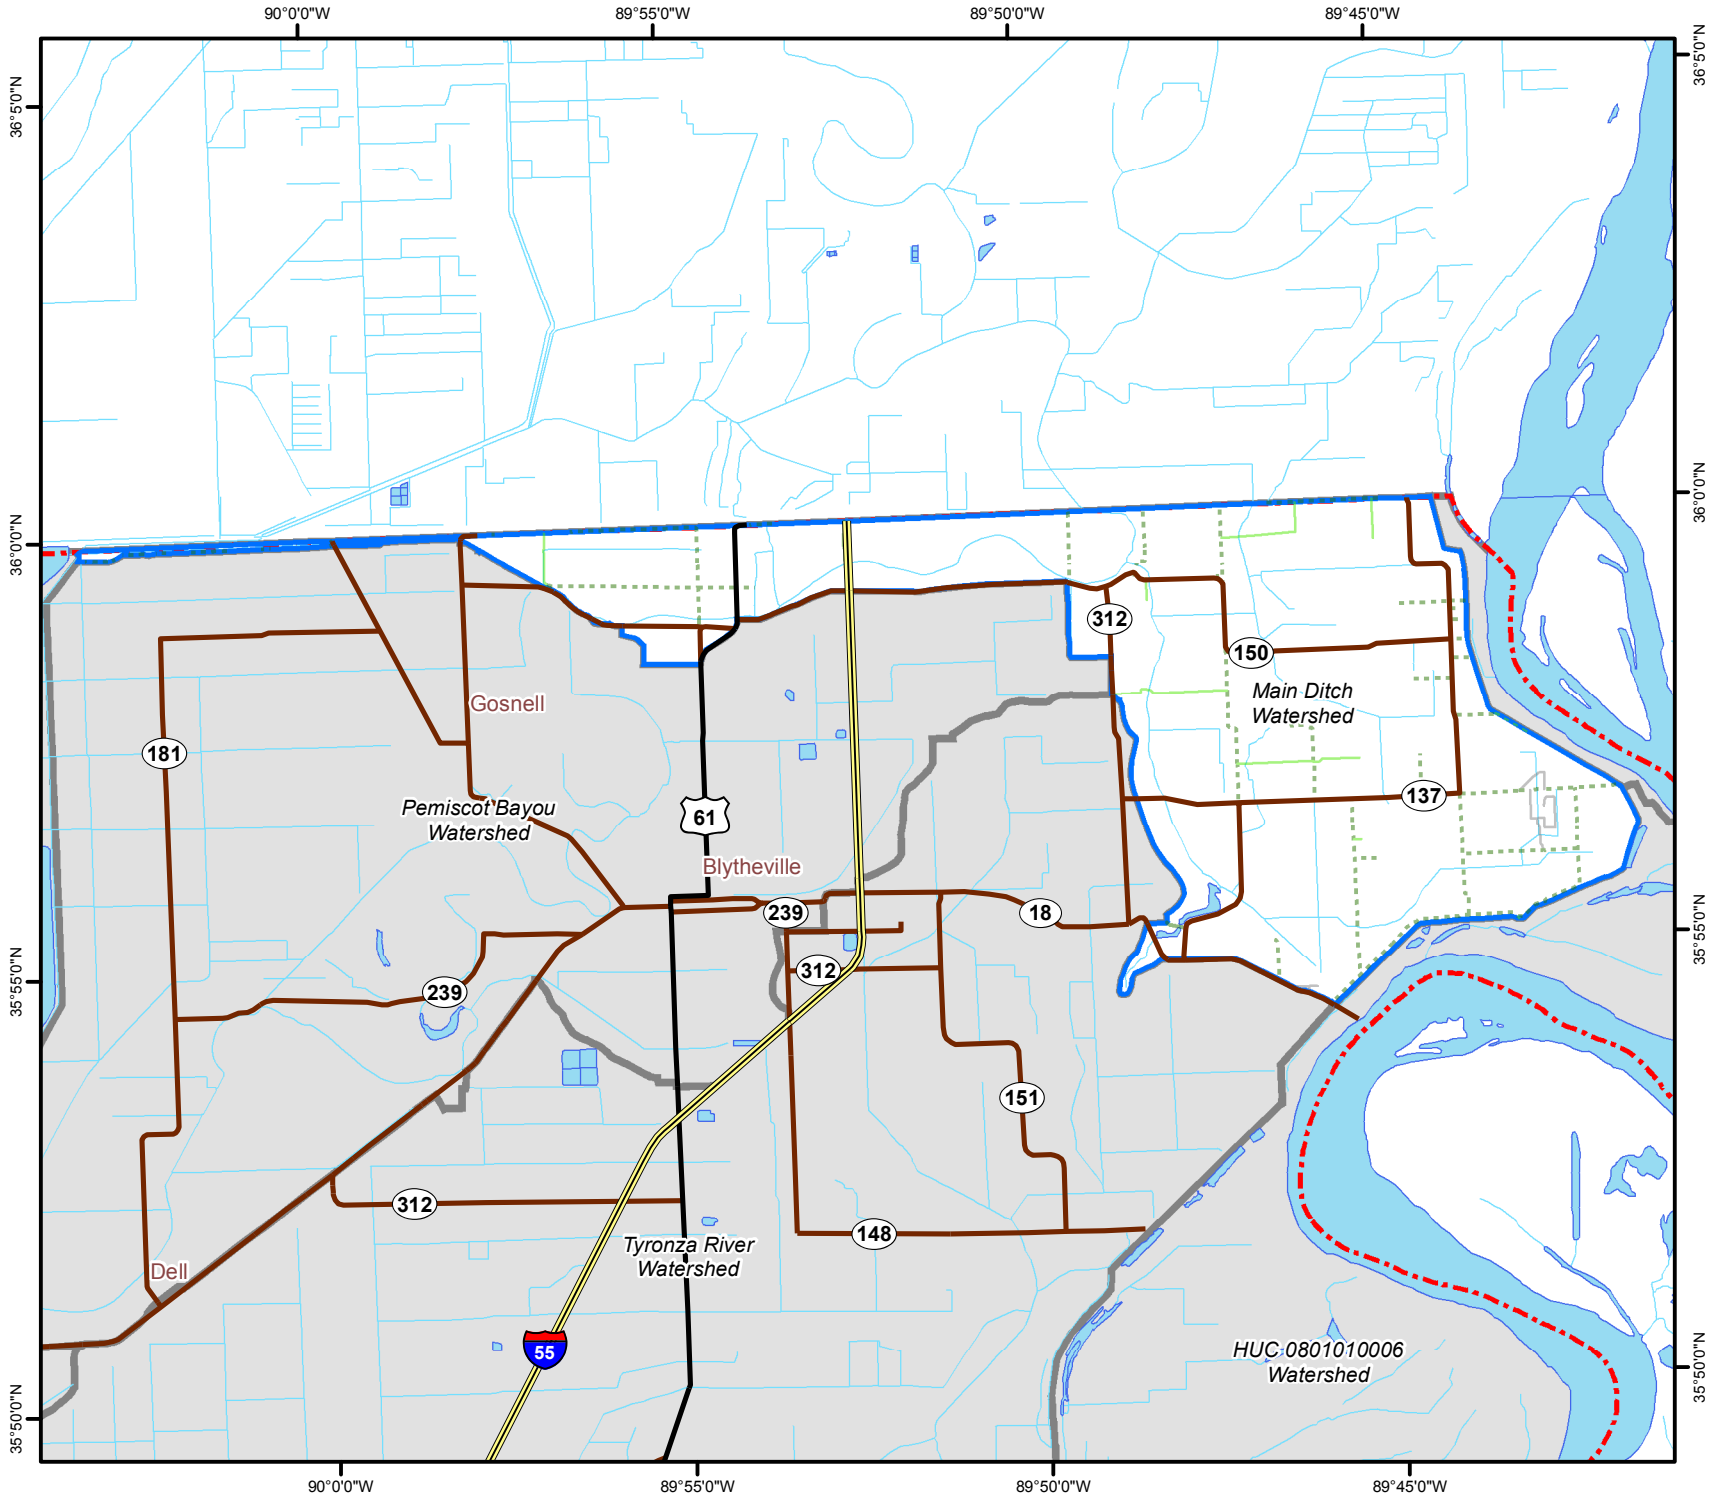 90°0'0"W
89°55'0"W
89°50'0"W
89°45'0"W
36°5'0"N
36°5'0"N
36°0'0"N
36°0'0"N
312
150
Main Ditch
Watershed
Gosnell
181
137
Pemiscot Bayou
Watershed
61
Blytheville
239
18
35°55'0"N
312
35°55'0"N
239
151
312
148
Tyronza River
Watershed
Dell
55
HUC 0801010006
Watershed
35°50'0"N
35°50'0"N
90°0'0"W
89°55'0"W
89°50'0"W
89°45'0"W